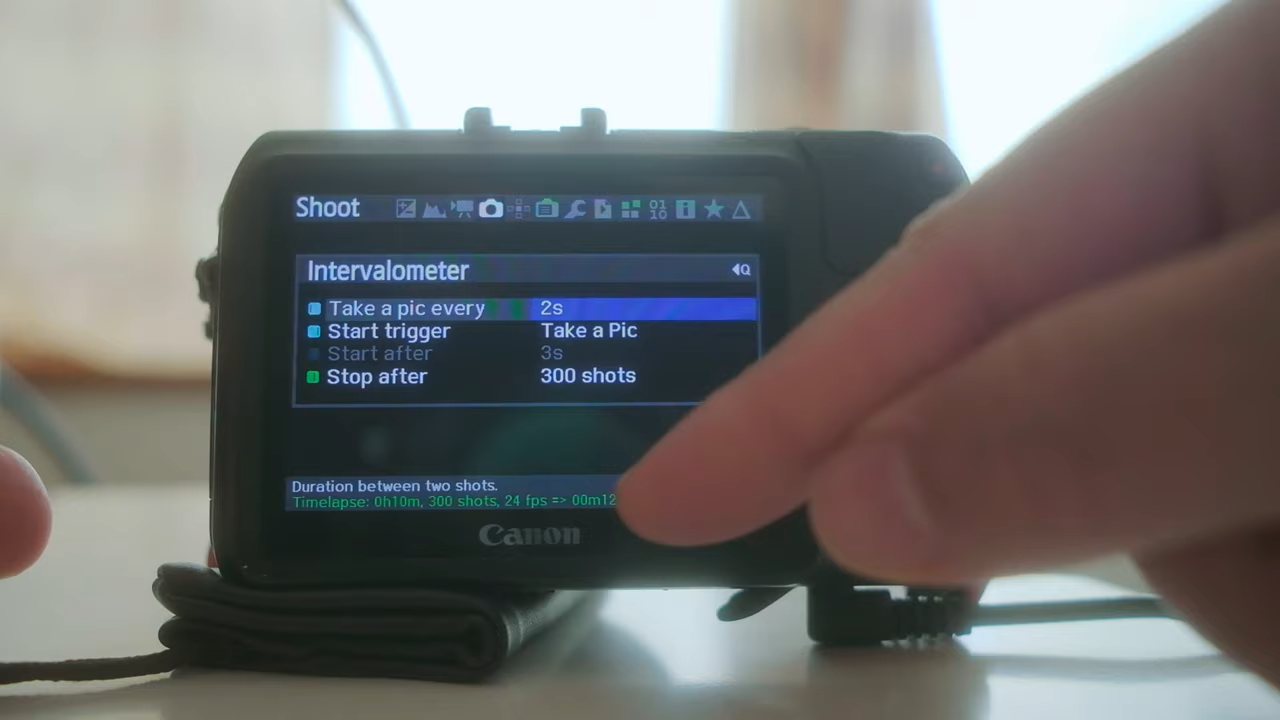 Shoot
Intervalometer
Take a pic every 2s
Start trigger Take a Pic
Start after 3s
Stop after 300 shots
Duration between two shots.
Timelapse: 0h10m, 300 shots, 24 fps => 00m12
Canon